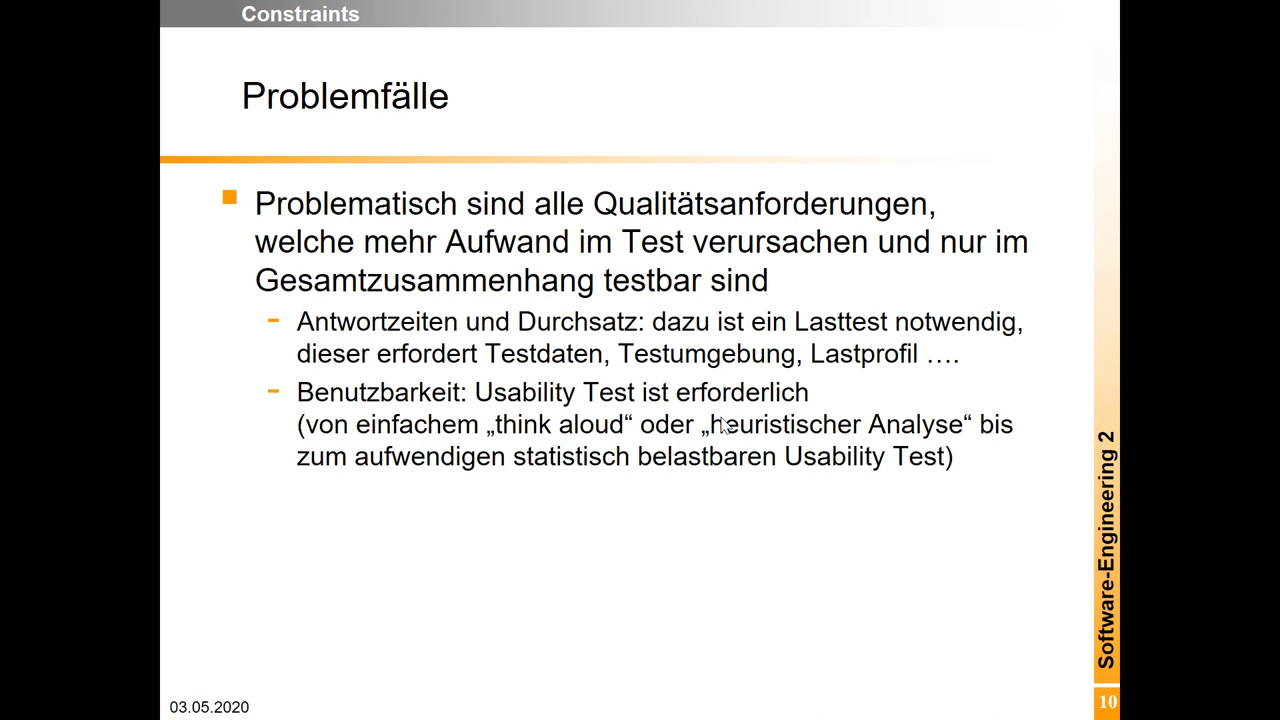 Constraints
Problemfälle
Problematisch sind alle Qualitätsanforderungen,
welche mehr Aufwand im Test verursachen und nur im
Gesamtzusammenhang testbar sind
Antwortzeiten und Durchsatz: dazu ist ein Lasttest notwendig,
dieser erfordert Testdaten, Testumgebung, Lastprofil ….
Benutzbarkeit: Usability Test ist erforderlich
(von einfachem „think aloud“ oder „heuristischer Analyse“ bis
zum aufwendigen statistisch belastbaren Usability Test)
Software-Engineering 2
03.05.2020
10